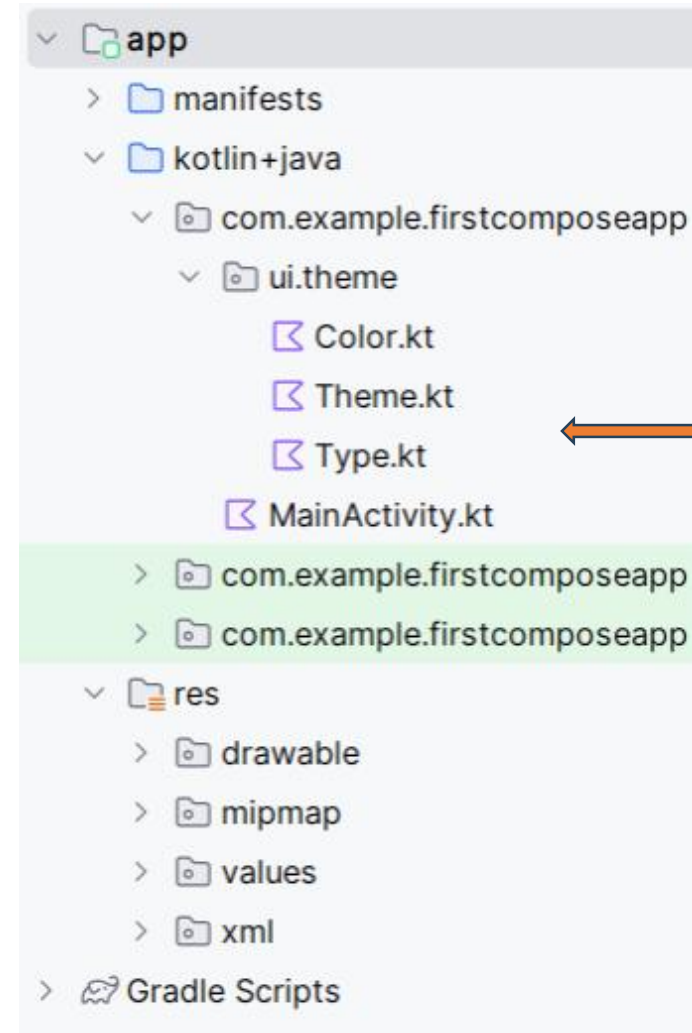 app
manifests
kotlin+java
com.example.firstcomposeapp
ui.theme
Color.kt
Theme.kt
Type.kt
MainActivity.kt
com.example.firstcomposeapp
com.example.firstcomposeapp
res
drawable
mipmap
values
xml
Gradle Scripts